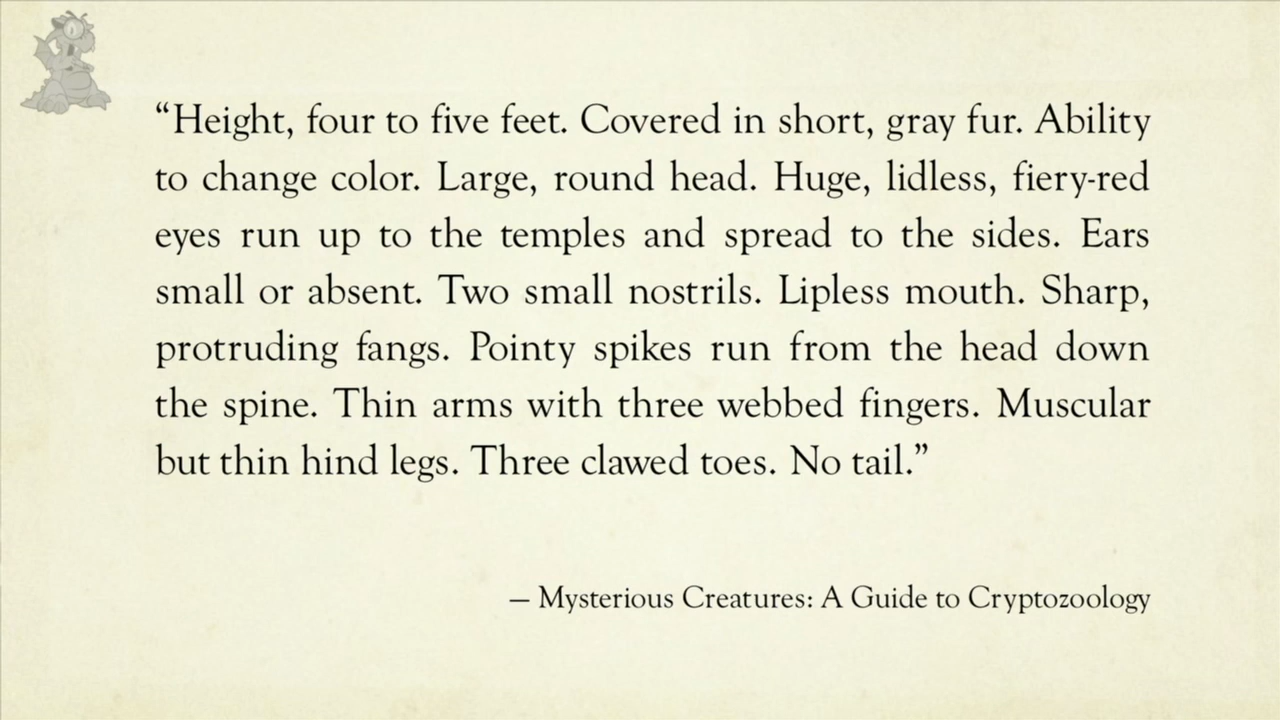 “Height, four to five feet. Covered in short, gray fur. Ability
to change color. Large, round head. Huge, lidless, fiery-red
eyes run up to the temples and spread to the sides. Ears
small or absent. Two small nostrils. Lipless mouth. Sharp,
protruding fangs. Pointy spikes run from the head down
the spine. Thin arms with three webbed fingers. Muscular
but thin hind legs. Three clawed toes. No tail.”
— Mysterious Creatures: A Guide to Cryptozoology